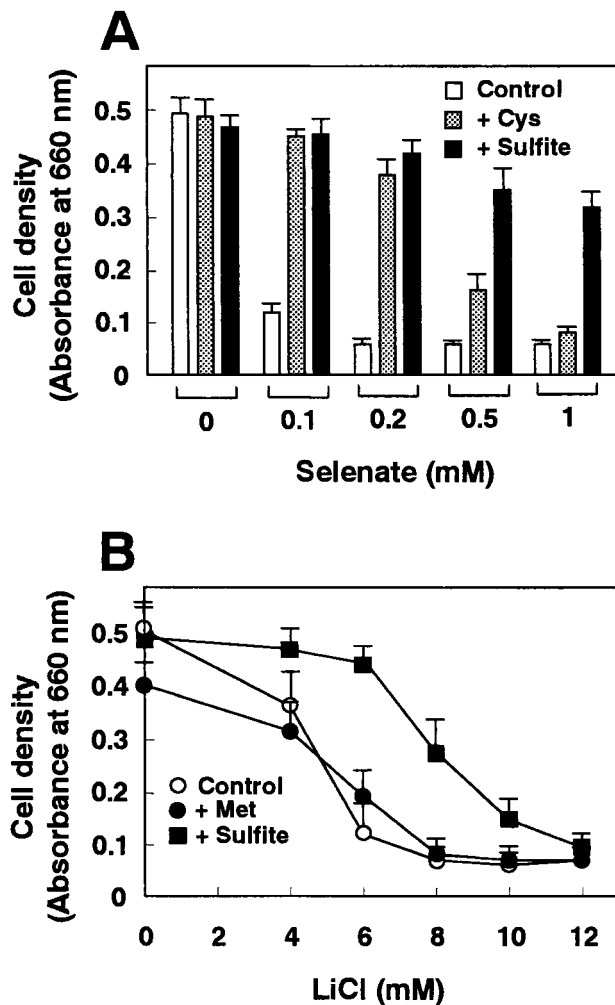 A
Cell density
(Absorbance at 660 nm)
0.5
0.4
0.3
0.2
0.1
0
Control
+ Cys
+ Sulfite
0 0.1 0.2 0.5 1
Selenate (mM)
B
Cell density
(Absorbance at 660 nm)
0.5
0.4
0.3
0.2
0.1
0
Control
+ Met
+ Sulfite
0 2 4 6 8 10 12
LiCl (mM)